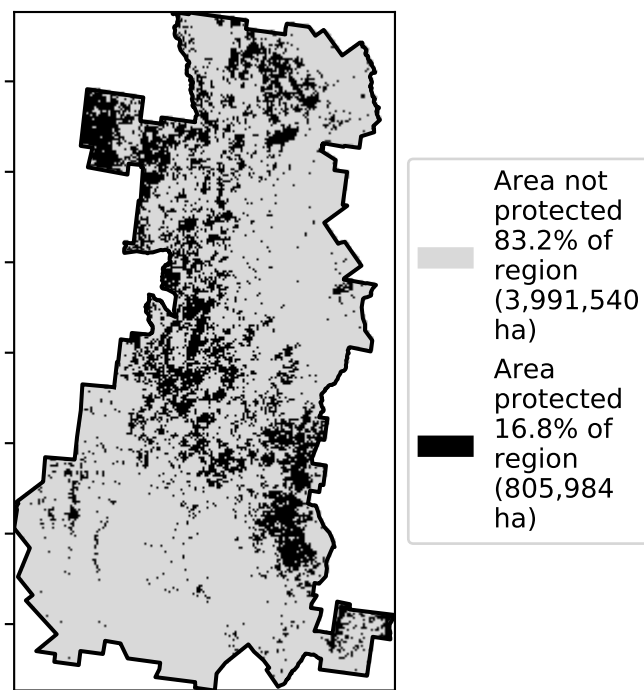 Area not
protected
83.2% of
region
(3,991,540
ha)
Area
protected
16.8% of
region
(805,984
ha)